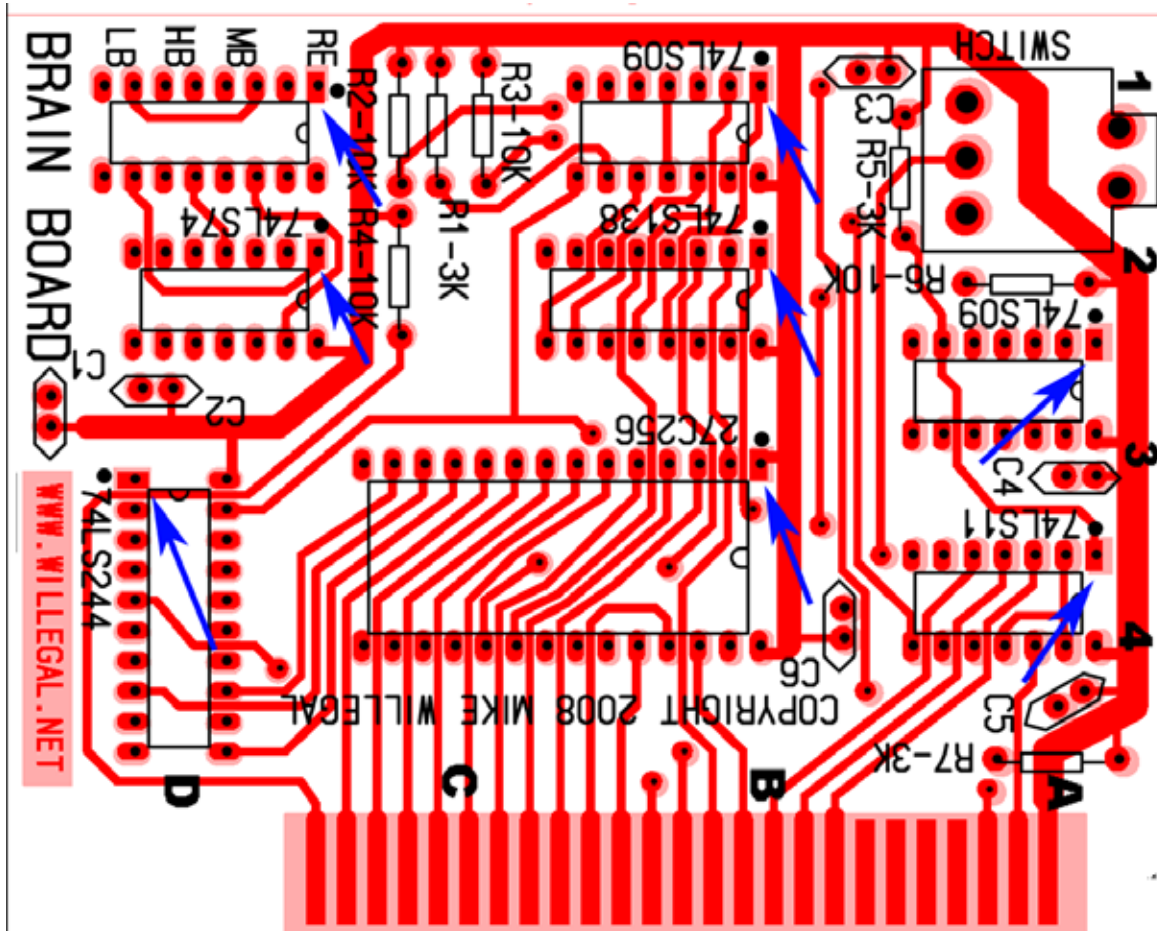 BRAIN BOARD
LB
HB
MB
RE
R2-10K
R3-10K
R1-3K
R4-10K
74LS09
C3
SWITCH
1
R5-3K
74LS74
74LS138
2
R6-10K
74LS09
C1
C2
27C256
3
C4
74LS244
74LS11
4
C6
C5
WWW.WILLEGAL.NET
COPYRIGHT 2008 MIKE WILLEGAL
R7-3K
D
C
B
A